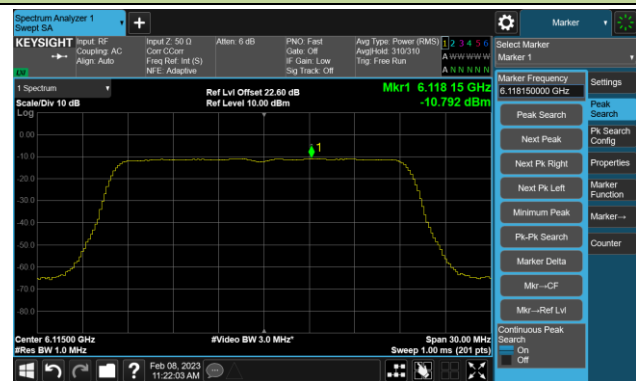 Spectrum Analyzer 1
Swept SA
+
Marker
KEYSIGHT
Input: RF
Coupling: AC
Align: Auto
Input Z: 50 Ω
Corr CCorr
Freq Ref: Int (S)
NFE: Adaptive
Atten: 6 dB
PNO: Fast
Gate: Off
IF Gain: Low
Sig Track: Off
Avg Type: Power (RMS)
Avg|Hold: 310/310
Trig: Free Run
1 2 3 4 5 6
A W W W W W
A N N N N N
Select Marker
Marker 1
1 Spectrum
Scale/Div 10 dB
Log
Ref Lvl Offset 22.60 dB
Ref Level 10.00 dBm
Mkr1 6.118 15 GHz
-10.792 dBm
0.00
-10.0
-20.0
-30.0
-40.0
-50.0
-60.0
-70.0
-80.0
1
Center 6.11500 GHz
#Res BW 1.0 MHz
#Video BW 3.0 MHz*
Span 30.00 MHz
Sweep 1.00 ms (201 pts)
Marker Frequency
6.118150000 GHz
Peak Search
Next Peak
Next Pk Right
Next Pk Left
Minimum Peak
Pk-Pk Search
Marker Delta
Mkr→CF
Mkr→Ref Lvl
Continuous Peak
Search
On
Off
Settings
Peak
Search
Pk Search
Config
Properties
Marker
Function
Marker→
Counter
?
Feb 08, 2023
11:22:03 AM